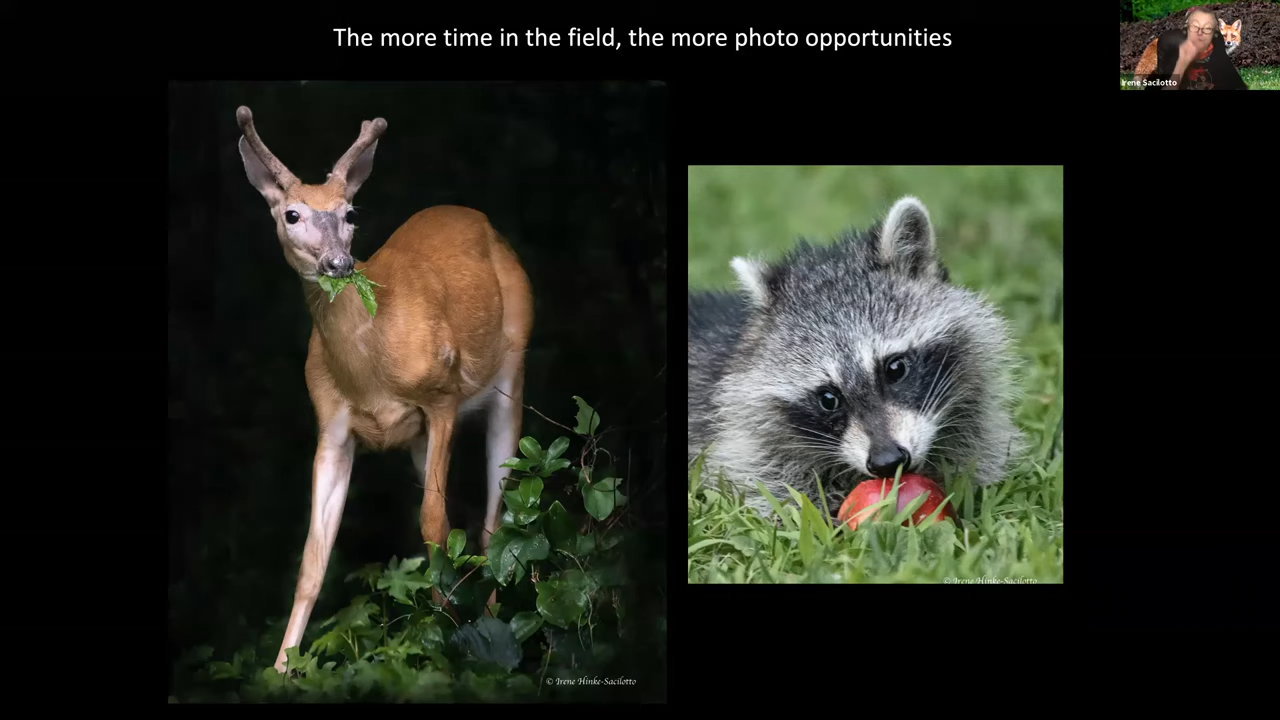 The more time in the field, the more photo opportunities
Irene Sacilotto
© Irene Hinke-Sacilotto
© Irene Hinke-Sacilotto